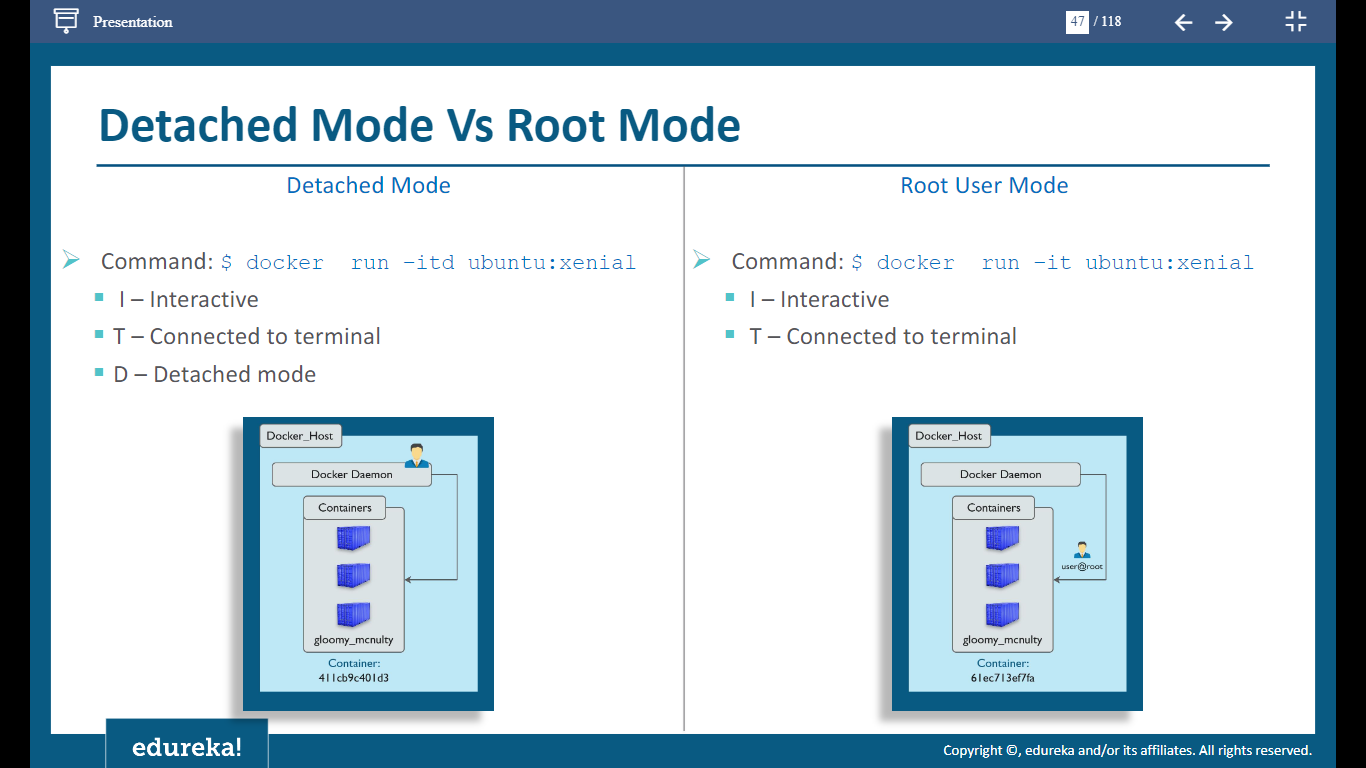 Presentation
47 / 118
Detached Mode Vs Root Mode
Detached Mode
Command: $ docker run –itd ubuntu:xenial
I – Interactive
T – Connected to terminal
D – Detached mode
Docker_Host
Docker Daemon
Containers
gloomy_mcnulty
Container:
411cb9c401d3
Root User Mode
Command: $ docker run –it ubuntu:xenial
I – Interactive
T – Connected to terminal
Docker_Host
Docker Daemon
Containers
user@root
gloomy_mcnulty
Container:
61ec713ef7fa
edureka!
Copyright ©, edureka and/or its affiliates. All rights reserved.